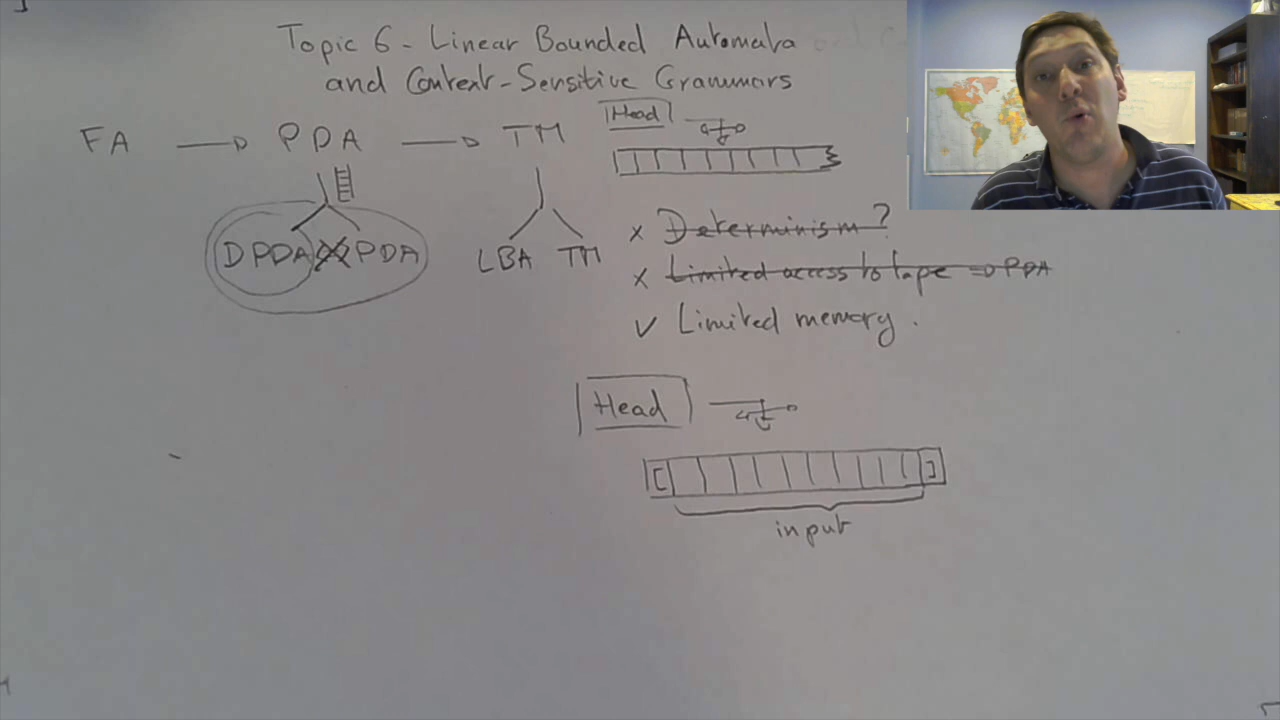 Topic 6 - Linear Bounded Automata
and Context-Sensitive Grammars
FA → PDA → TM
Head
DPDA PDA
LBA TM
x Determinism?
x Limited access to tape ⇒ PDA
✓ Limited memory.
Head
[ ]
input